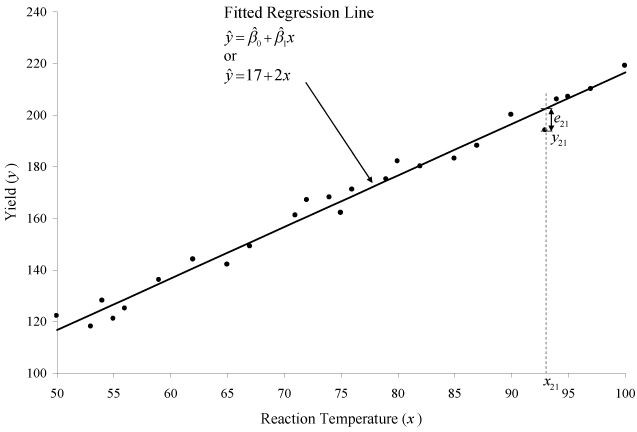 Fitted Regression Line
ŷ = β̂₀ + β̂₁x
or
ŷ = 17 + 2x
240
220
200
180
160
140
120
100
Yield (y)
e₂₁
y₂₁
50
55
60
65
70
75
80
85
90
x₂₁
95
100
Reaction Temperature (x)